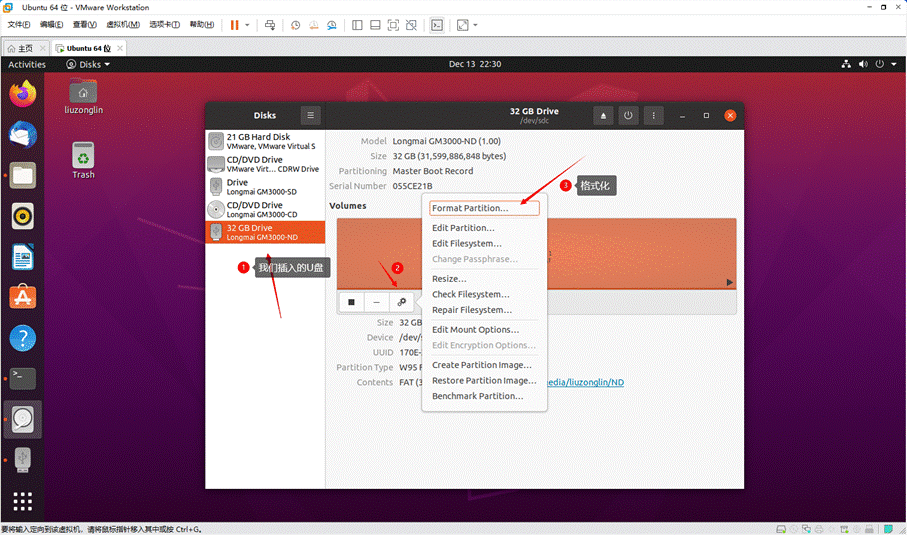 Ubuntu 64 位 - VMware Workstation
文件(F) 编辑(E) 查看(V) 虚拟机(M) 选项卡(T) 帮助(H)
主页 Ubuntu 64 位
Activities Disks Dec 13 22:30
liuzonglin
Trash
Disks
32 GB Drive
/dev/sdc
21 GB Hard Disk
VMware, VMware Virtual S
CD/DVD Drive
VMware Virt... CDRW Drive
Drive
Longmai GM3000-SD
CD/DVD Drive
Longmai GM3000-CD
32 GB Drive
Longmai GM3000-ND
1 我们插入的U盘
Model Longmai GM3000-ND (1.00)
Size 32 GB (31,599,886,848 bytes)
Partitioning Master Boot Record
Serial Number 055CE21B
3 格式化
Volumes
2
Format Partition...
Edit Partition...
Edit Filesystem...
Change Passphrase...
Resize...
Check Filesystem...
Repair Filesystem...
Edit Mount Options...
Edit Encryption Options...
Create Partition Image...
Restore Partition Image...
Benchmark Partition...
Size 32 GB
Device /dev/
UUID 170E-
Partition Type W95 F
Contents FAT (3 edia/liuzonglin/ND
要将输入定向到该虚拟机，请将鼠标指针移入其中或按 Ctrl+G。